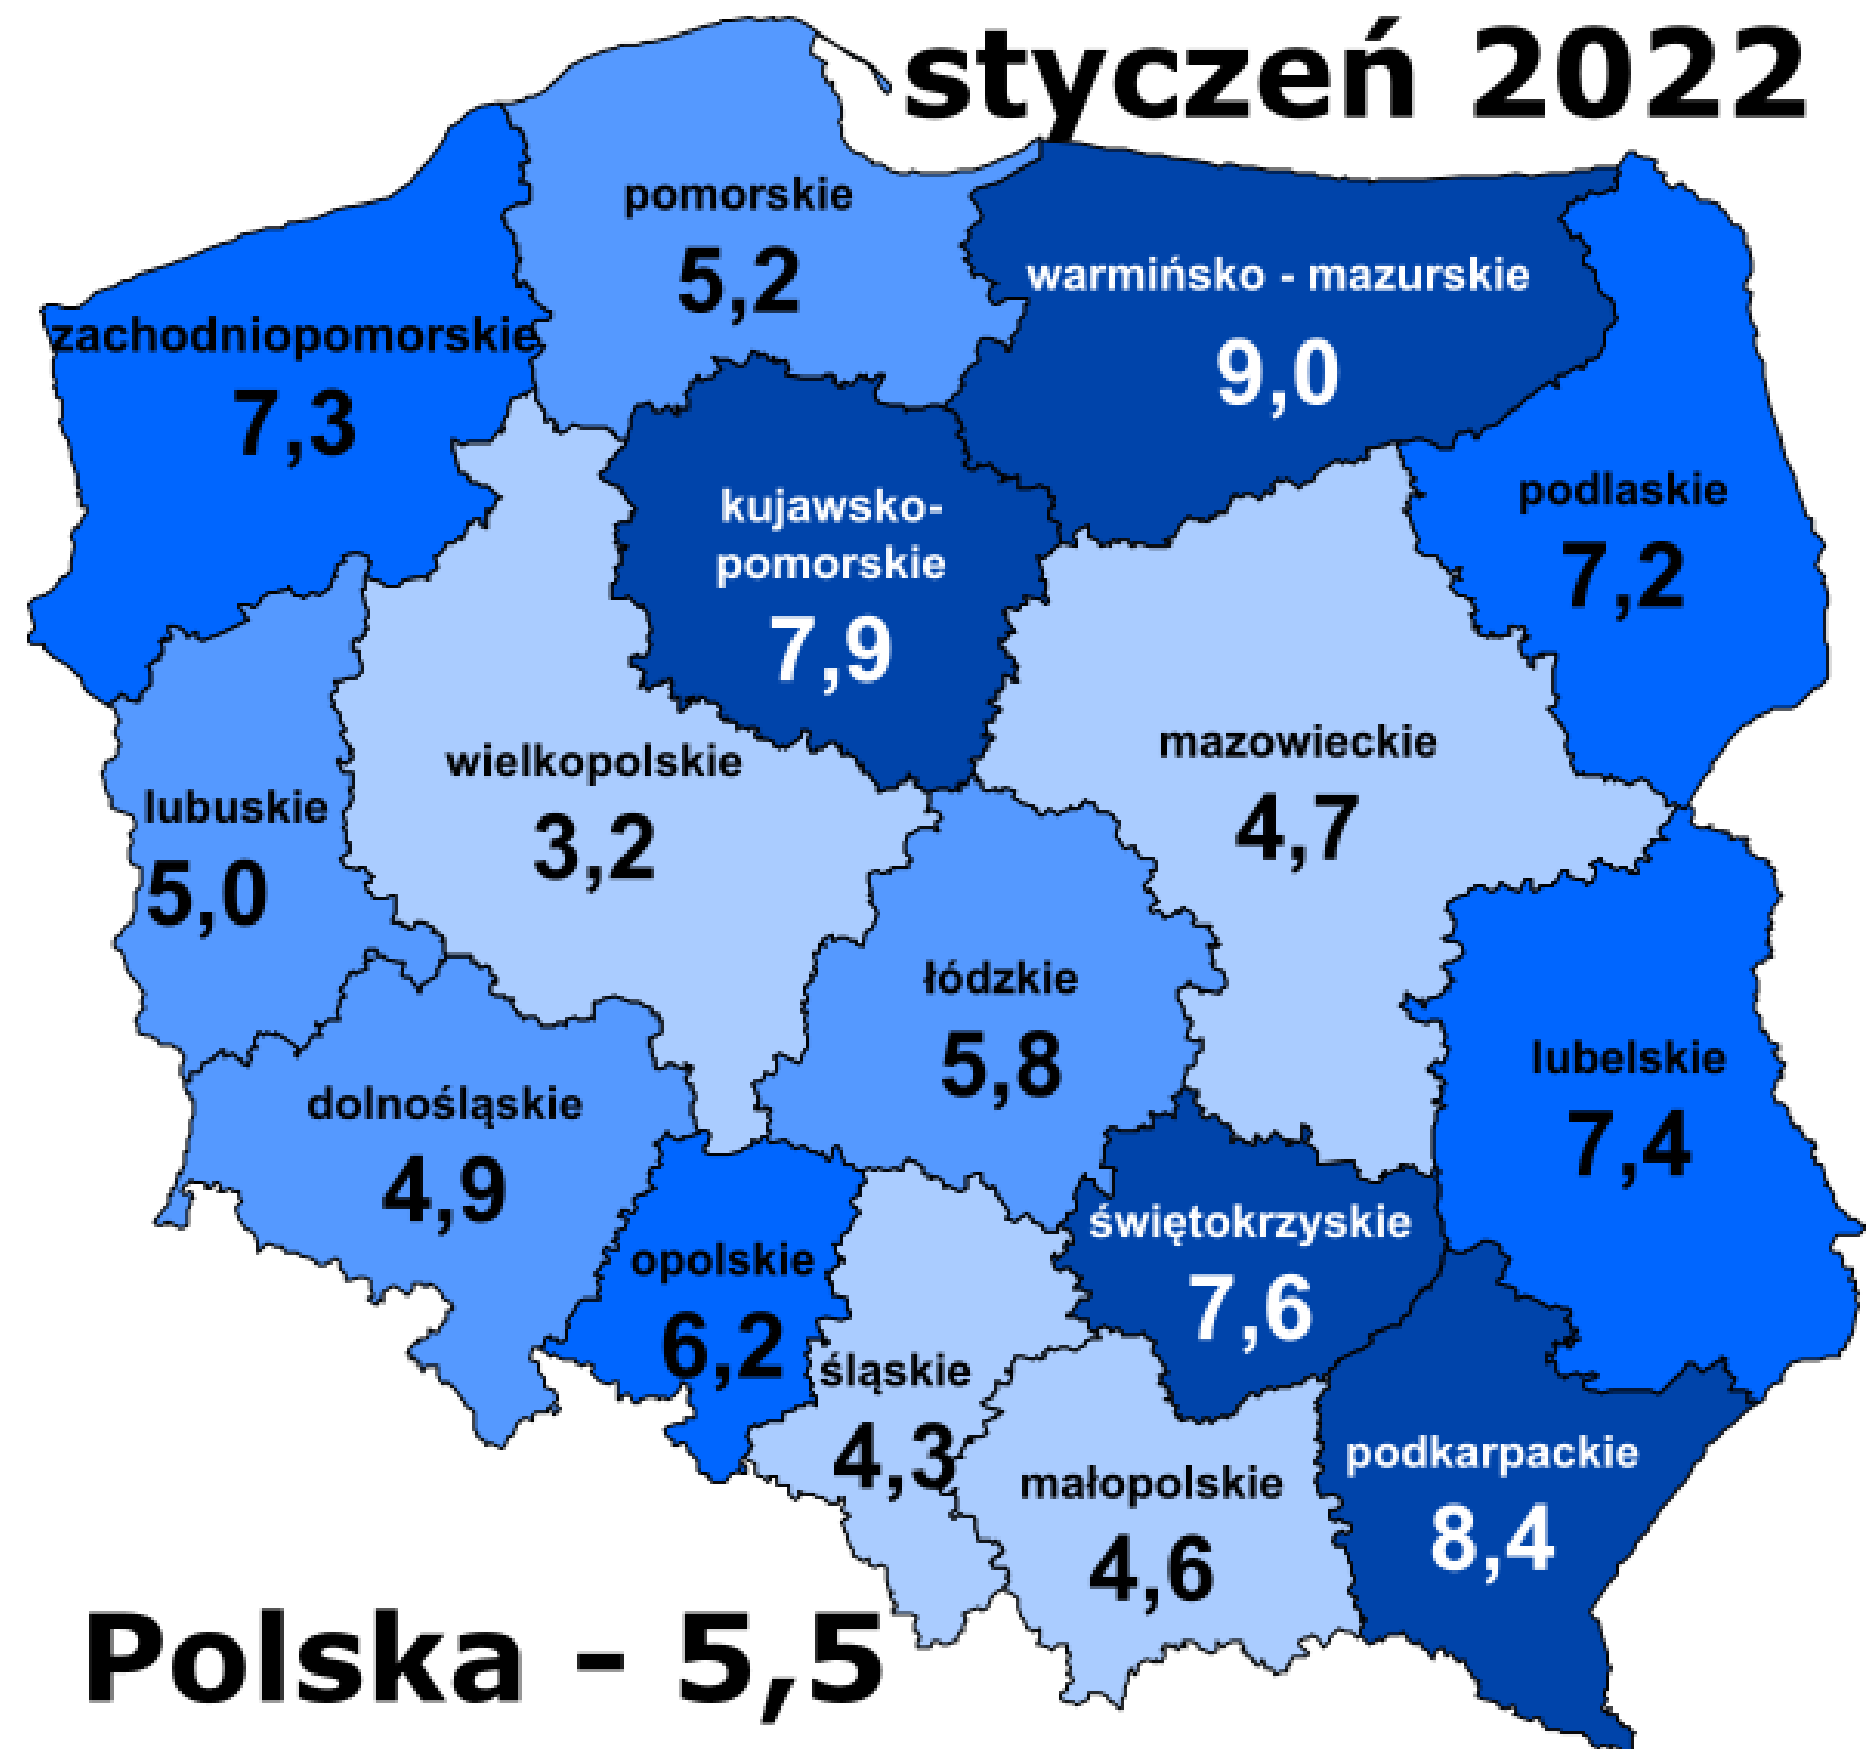 styczeń 2022
pomorskie
5,2
warmińsko - mazurskie
9,0
zachodniopomorskie
7,3
kujawsko-
pomorskie
7,9
podlaskie
7,2
wielkopolskie
3,2
mazowieckie
4,7
lubuskie
5,0
łódzkie
5,8
lubelskie
7,4
dolnośląskie
4,9
świętokrzyskie
7,6
opolskie
6,2
śląskie
4,3
małopolskie
4,6
podkarpackie
8,4
Polska - 5,5